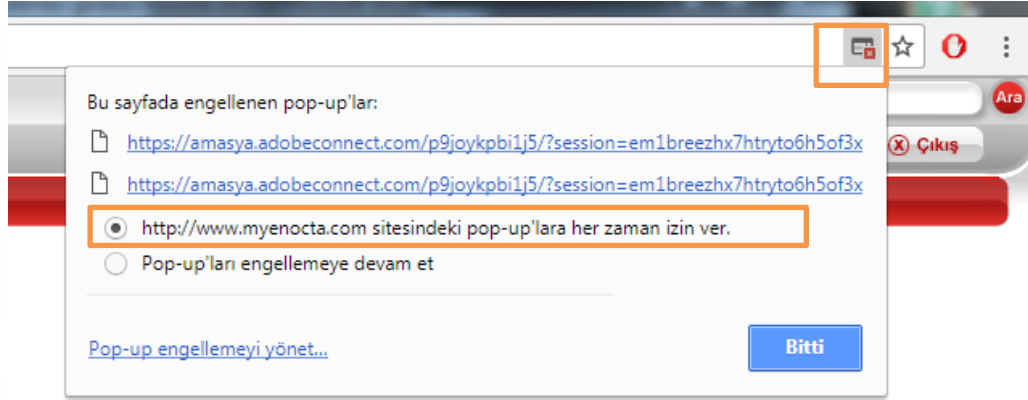 Bu sayfada engellenen pop-up'lar:
Ara
https://amasya.adobeconnect.com/p9joykpbi1j5/?session=em1breezhx7htryto6h5of3x
Çıkış
https://amasya.adobeconnect.com/p9joykpbi1j5/?session=em1breezhx7htryto6h5of3x
http://www.myenocta.com sitesindeki pop-up'lara her zaman izin ver.
Pop-up'ları engellemeye devam et
Pop-up engellemeyi yönet...
Bitti